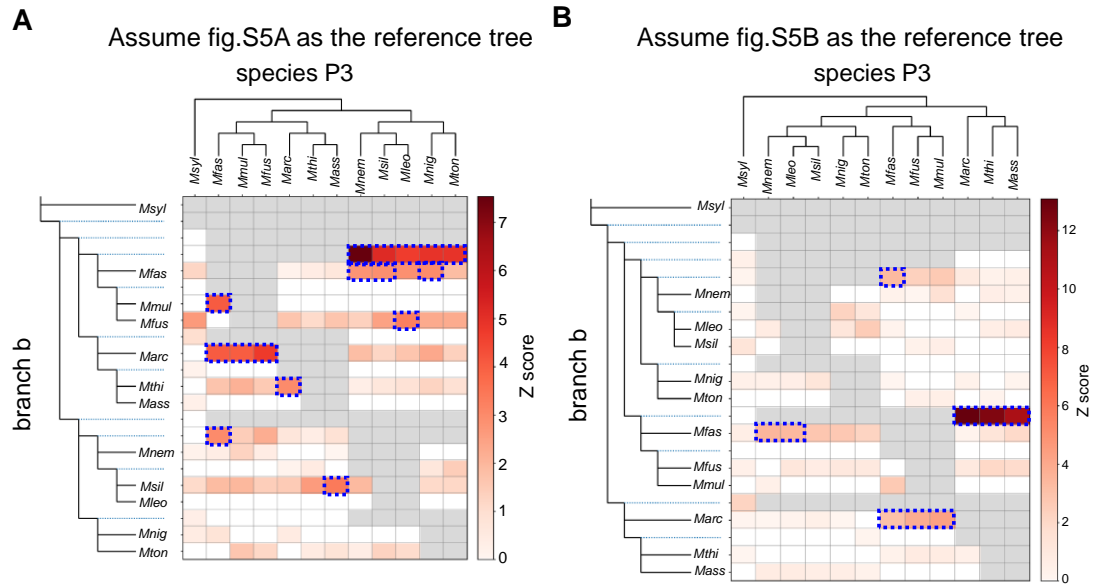 A
Assume fig.S5A as the reference tree
species P3
Msyl
Mfas
Mmul
Mfus
Marc
Mthi
Mass
Mnem
Msil
Mleo
Mnig
Mton
branch b
Msyl
Mfas
Mmul
Mfus
Marc
Mthi
Mass
Mnem
Msil
Mleo
Mnig
Mton
7
6
5
4
3
2
1
0
Z score
B
Assume fig.S5B as the reference tree
species P3
Msyl
Mnem
Mleo
Msil
Mnig
Mton
Mfas
Mfus
Mmul
Marc
Mthi
Mass
branch b
Msyl
Mnem
Mleo
Msil
Mnig
Mton
Mfas
Mfus
Mmul
Marc
Mthi
Mass
12
10
8
6
4
2
0
Z score